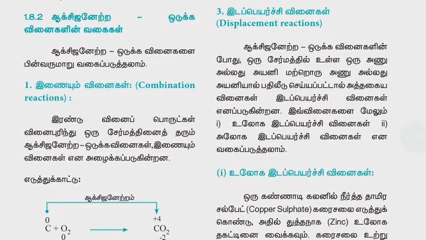 1.8.2 ஆக்சிஜனேற்ற – ஒடுக்க
வினைகளின் வகைகள்
ஆக்சிஜனேற்ற – ஒடுக்க வினைகளை
பின்வருமாறு வகைபடுத்தலாம்.
1. இணையும் வினைகள்: (Combination
reactions) :
இரண்டு வினைப் பொருட்கள்
வினைபுரிந்து ஒரு சேர்மத்தினைத் தரும்
ஆக்சிஜனேற்ற–ஒடுக்கவினைகள்,இணையும்
வினைகள் என அழைக்கப்படுகின்றன.
எடுத்துக்காட்டு:
ஆக்சிஜனேற்றம்
0 +4
C + O₂ CO₂
0 -2
3. இடப்பெயர்ச்சி வினைகள்
(Displacement reactions)
ஆக்சிஜனேற்ற – ஒடுக்க வினைகளின்
போது, ஒரு சேர்மத்தில் உள்ள ஒரு அணு
அல்லது அயனி மற்றொரு அணு அல்லது
அயனியால் பதிலீடு செய்யப்பட்டால் அத்தகைய
வினைகள் இடப்பெயர்ச்சி வினைகள்
எனப்படுகின்றன. இவ்வினைகளை மேலும்
i) உலோக இடப்பெயர்ச்சி வினைகள் ii)
அலோக இடப்பெயர்ச்சி வினைகள் என
வகைப்படுத்தலாம்.
(i) உலோக இடப்பெயர்ச்சி வினைகள்:
ஒரு கண்ணாடி கலனில் நீர்த்த தாமிர
சல்பேட் (Copper Sulphate) கரைசலை எடுத்துக்
கொண்டு, அதில் துத்தநாக (Zinc) உலோக
தகட்டினை வைக்கவும். கரைசலை உற்று